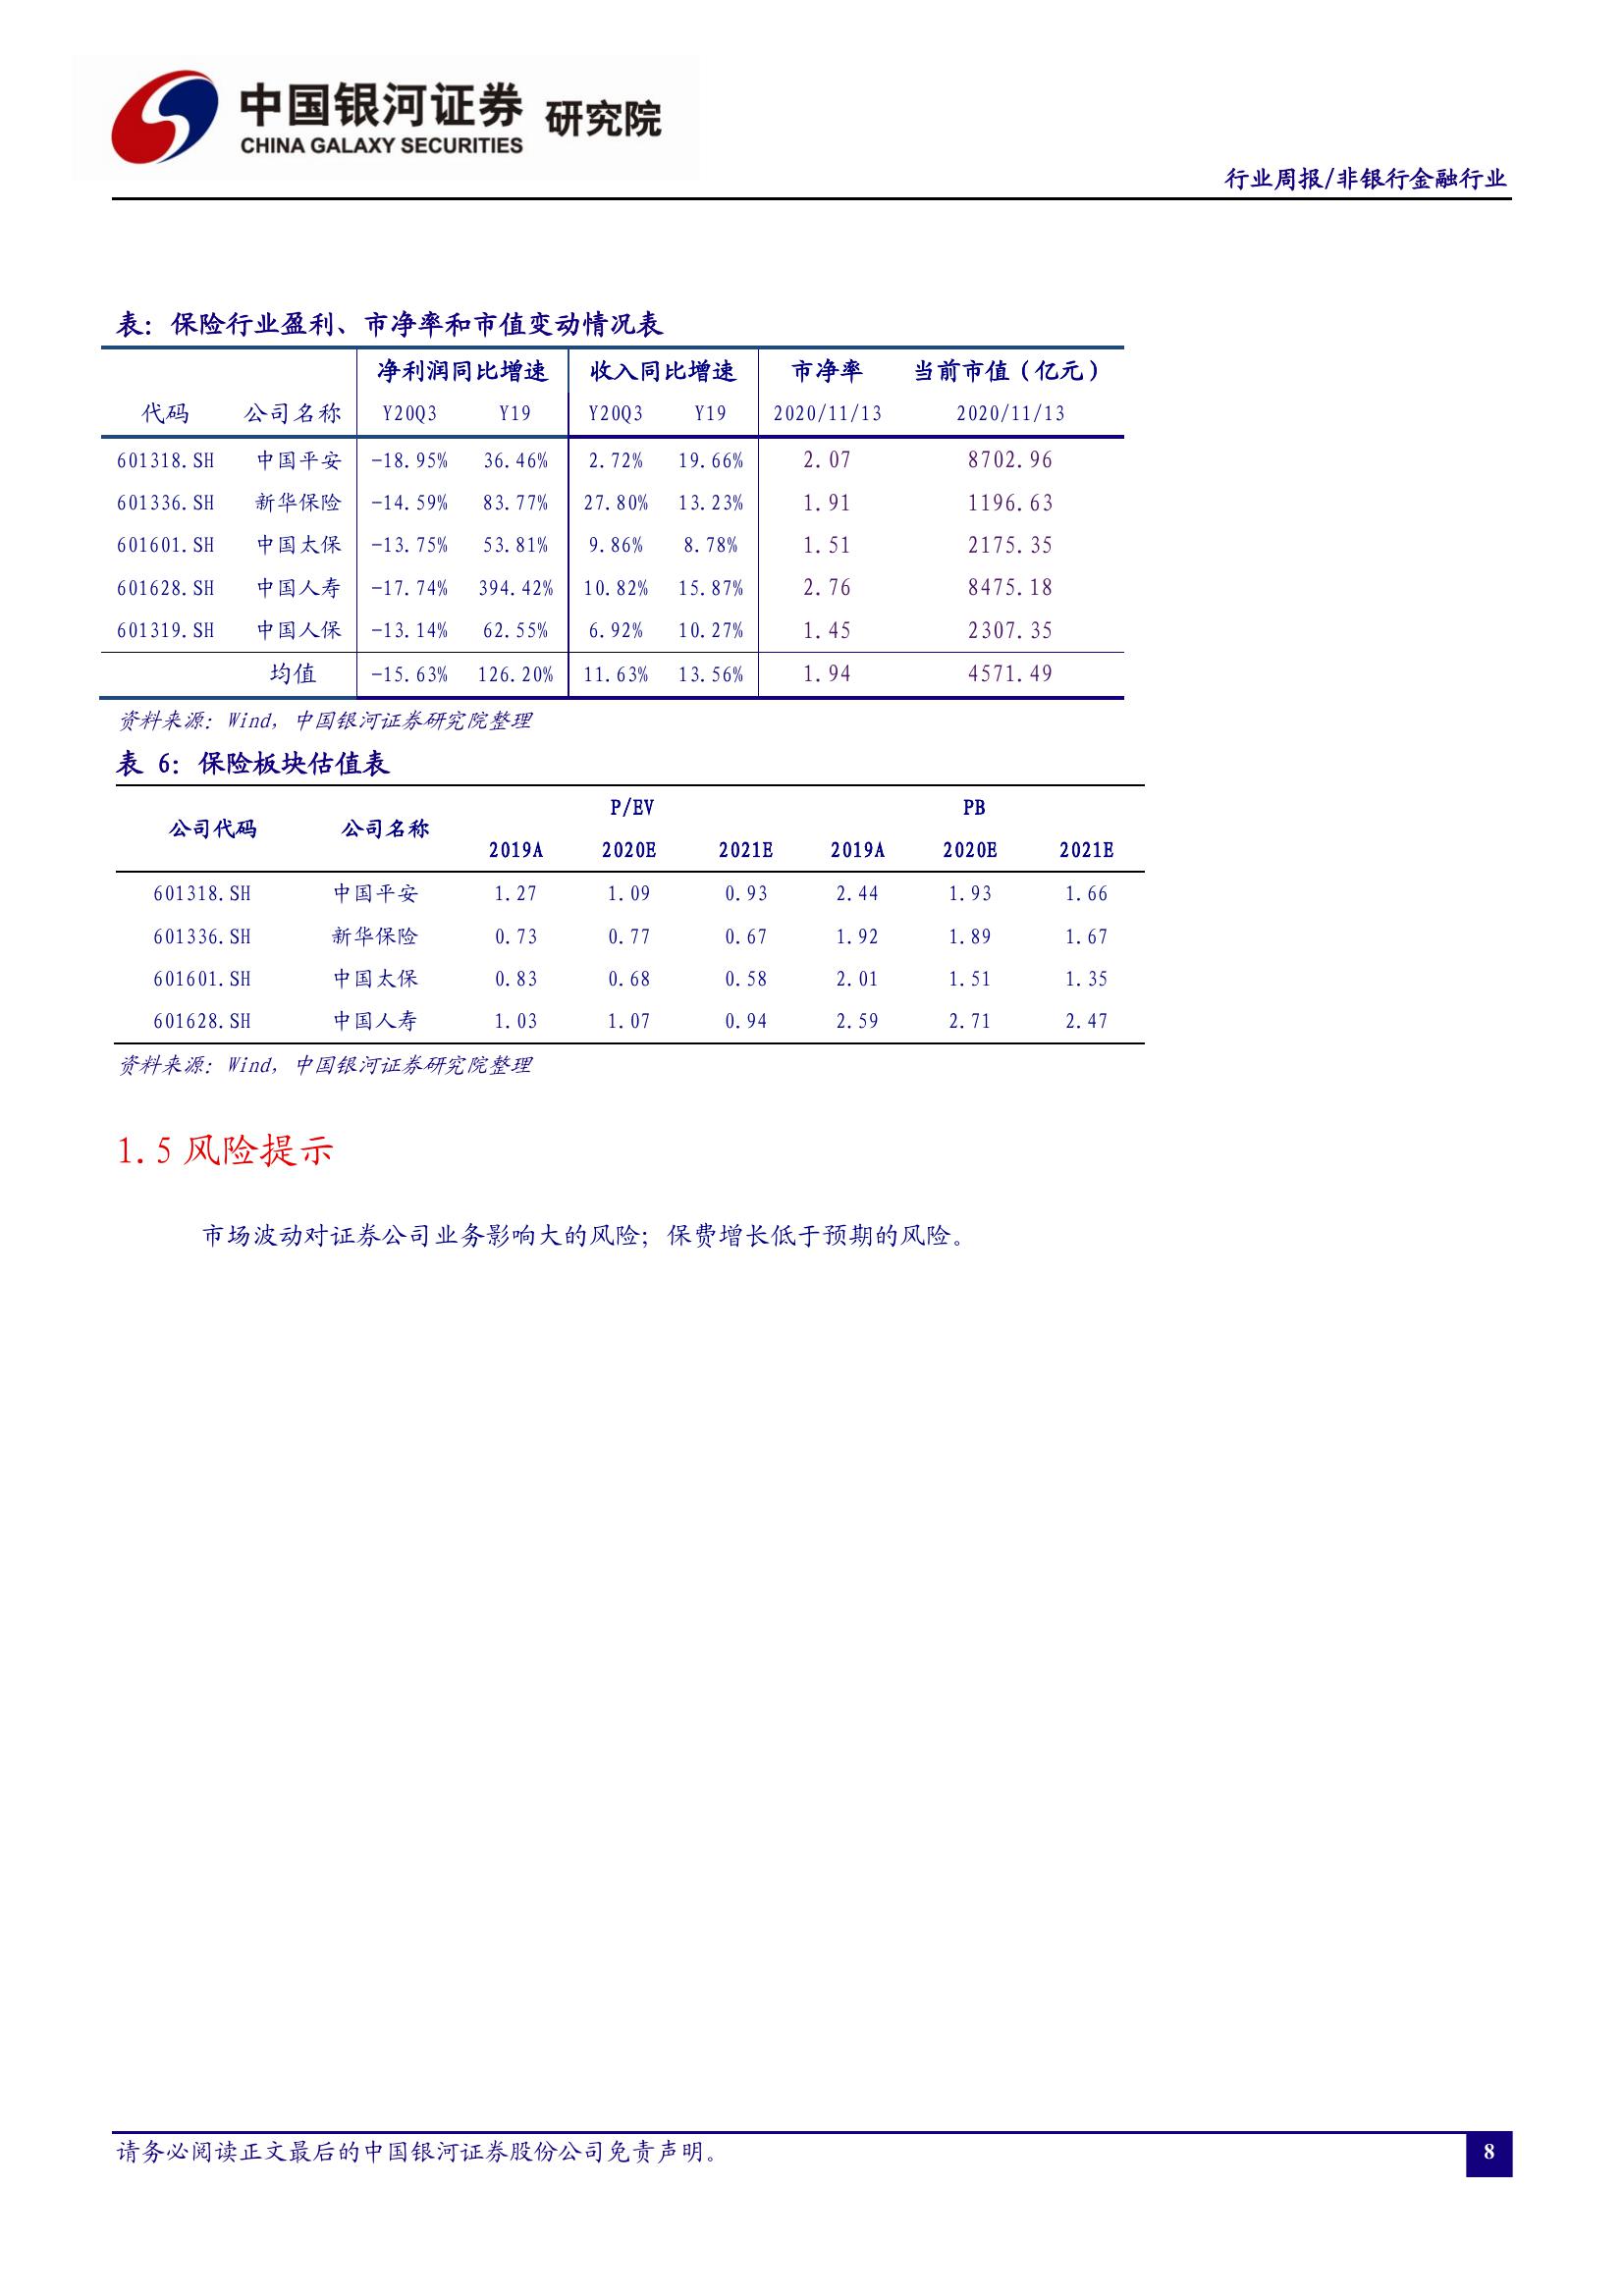 中国银河证券 研究院
CHINA GALAXY SECURITIES
行业周报/非银行金融行业
表：保险行业盈利、市净率和市值变动情况表
净利润同比增速 收入同比增速 市净率 当前市值（亿元）
代码 公司名称 Y20Q3 Y19 Y20Q3 Y19 2020/11/13 2020/11/13
601318.SH 中国平安 -18.95% 36.46% 2.72% 19.66% 2.07 8702.96
601336.SH 新华保险 -14.59% 83.77% 27.80% 13.23% 1.91 1196.63
601601.SH 中国太保 -13.75% 53.81% 9.86% 8.78% 1.51 2175.35
601628.SH 中国人寿 -17.74% 394.42% 10.82% 15.87% 2.76 8475.18
601319.SH 中国人保 -13.14% 62.55% 6.92% 10.27% 1.45 2307.35
均值 -15.63% 126.20% 11.63% 13.56% 1.94 4571.49
资料来源：Wind，中国银河证券研究院整理
表 6：保险板块估值表
公司代码 公司名称 P/EV PB
2019A 2020E 2021E 2019A 2020E 2021E
601318.SH 中国平安 1.27 1.09 0.93 2.44 1.93 1.66
601336.SH 新华保险 0.73 0.77 0.67 1.92 1.89 1.67
601601.SH 中国太保 0.83 0.68 0.58 2.01 1.51 1.35
601628.SH 中国人寿 1.03 1.07 0.94 2.59 2.71 2.47
资料来源：Wind，中国银河证券研究院整理
1.5 风险提示
市场波动对证券公司业务影响大的风险；保费增长低于预期的风险。
请务必阅读正文最后的中国银河证券股份公司免责声明。
8